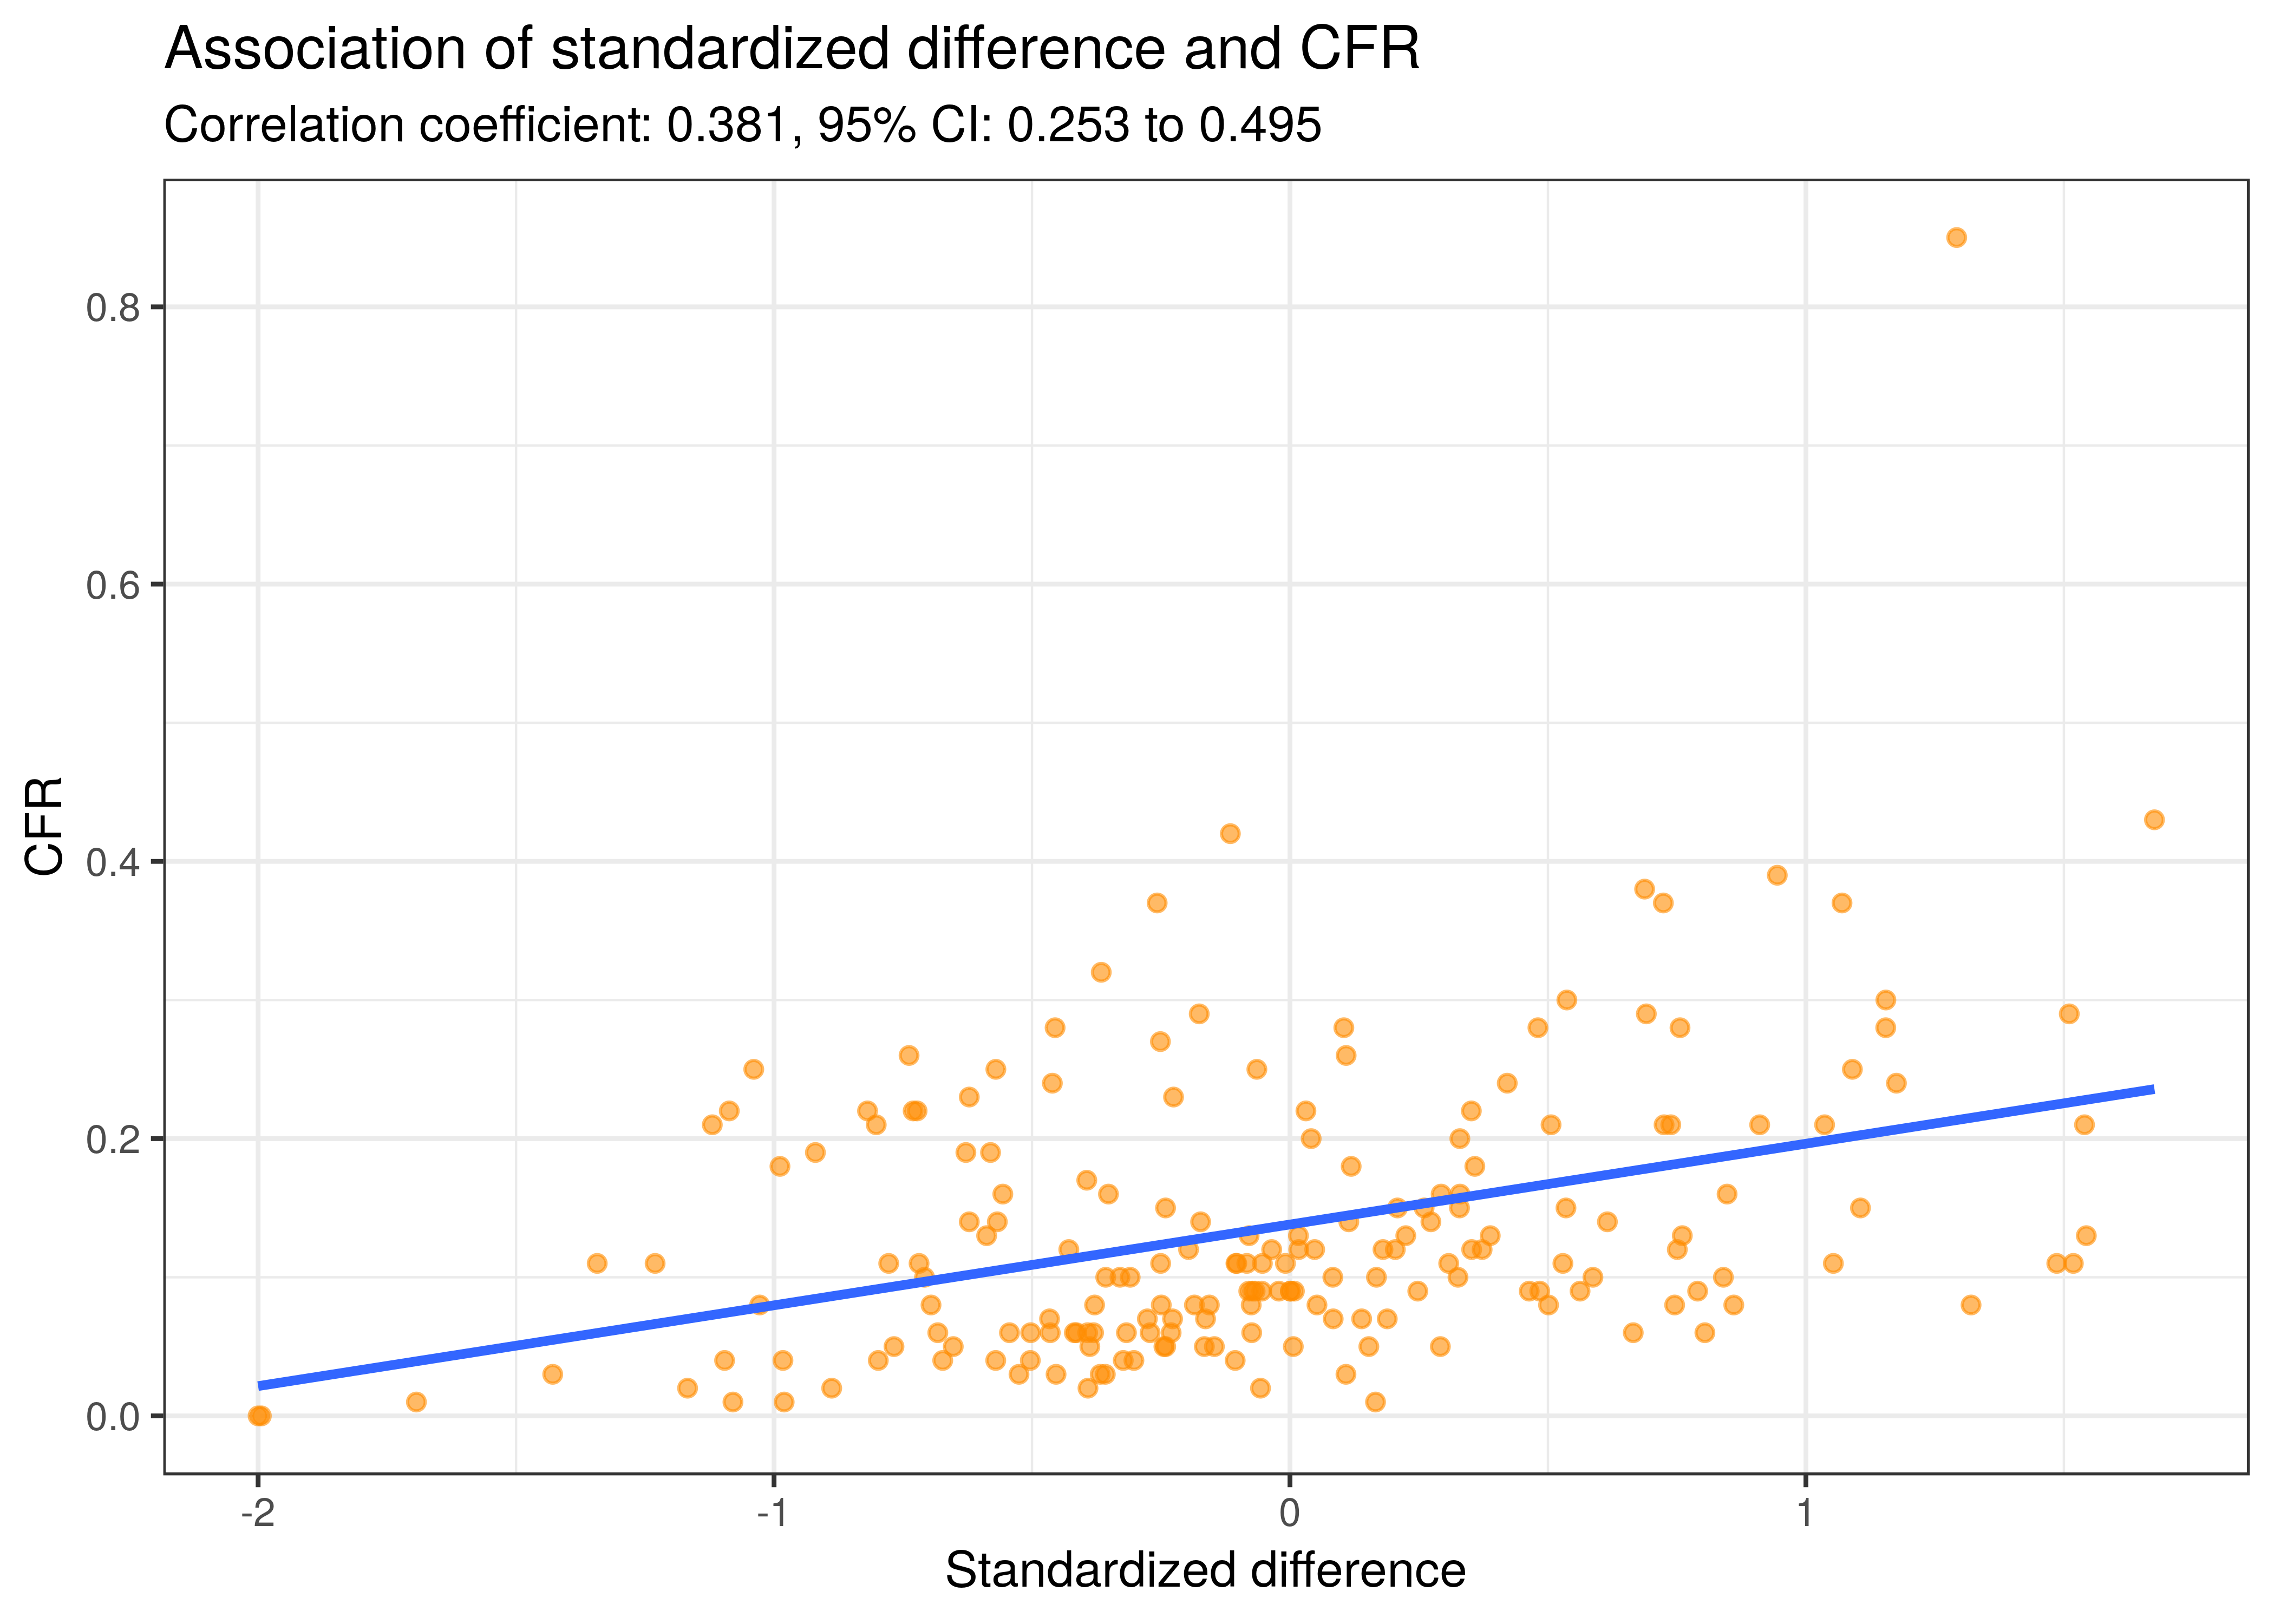 Association of standardized difference and CFR
Correlation coefficient: 0.381, 95% CI: 0.253 to 0.495
0.8
0.6
0.4
0.2
0.0
CFR
-2 -1 0 1
Standardized difference